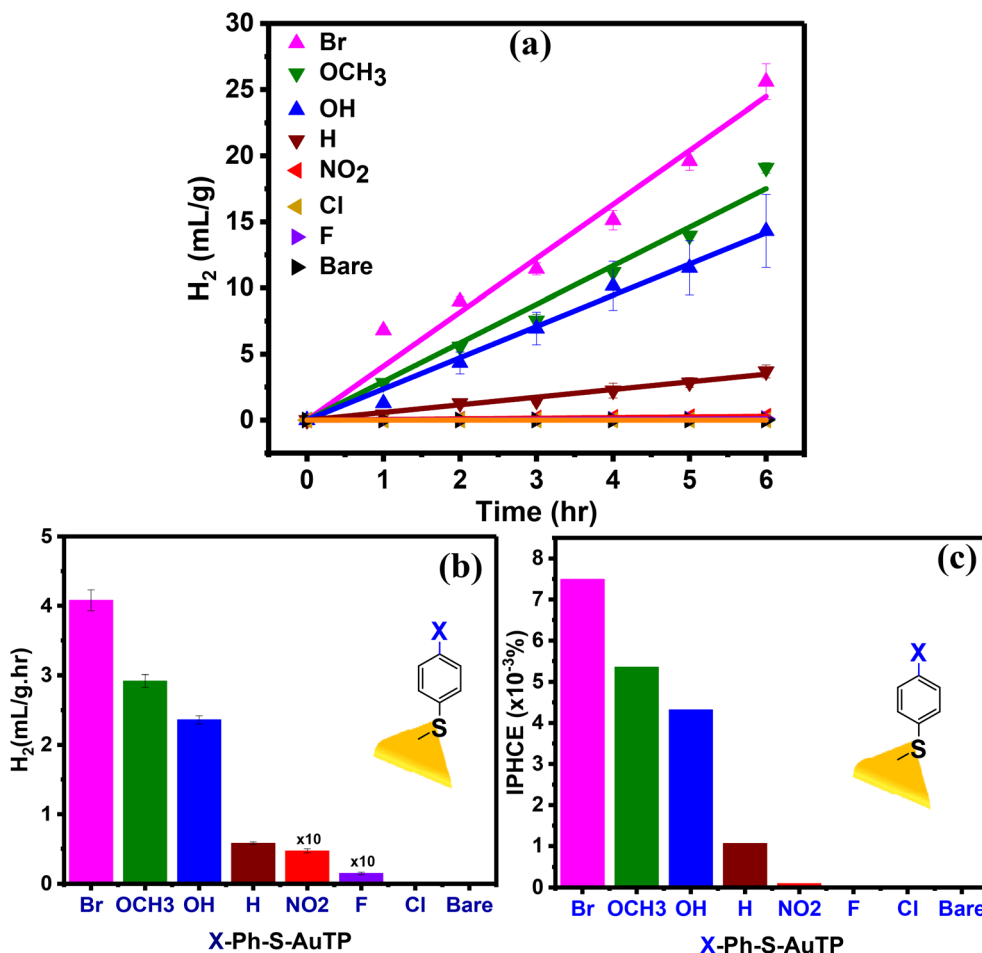 (a)
30
25
20
15
10
5
0
H2 (mL/g)
Br
OCH3
OH
H
NO2
Cl
F
Bare
0 1 2 3 4 5 6
Time (hr)
(b)
5
4
3
2
1
0
H2(mL/g.hr)
X
S
x10
x10
Br OCH3 OH H NO2 F Cl Bare
X-Ph-S-AuTP
(c)
8
7
6
5
4
3
2
1
0
IPHCE (x10-3%)
X
S
Br OCH3 OH H NO2 F Cl Bare
X-Ph-S-AuTP